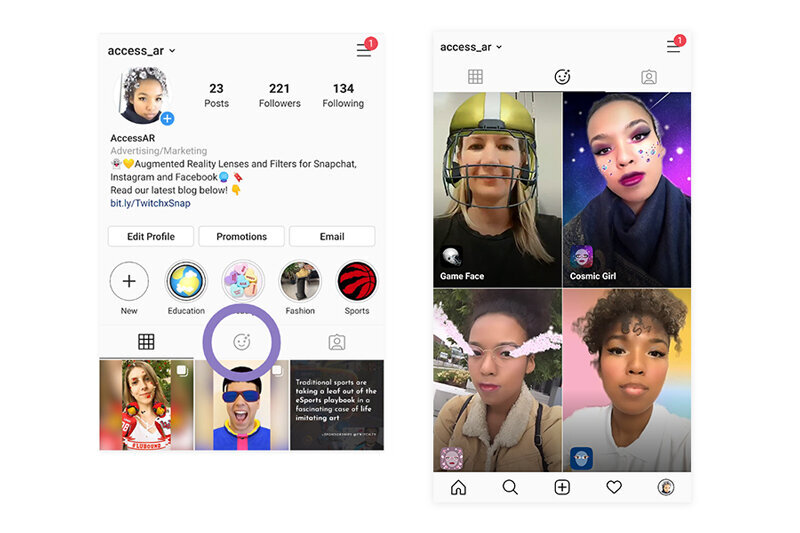 access_ar
1
23
221
134
Posts
Followers
Following
AccessAR
Advertising/Marketing
👻💛Augmented Reality Lenses and Filters for Snapchat,
Instagram and Facebook🔮 🔖
Read our latest blog below! 👇
bit.ly/TwitchxSnap
Edit Profile
Promotions
Email
New
Education
Fashion
Sports
Traditional sports are
taking a leaf out of the
eSports playbook in a
fascinating case of life
imitating art
access_ar
1
Game Face
Cosmic Girl